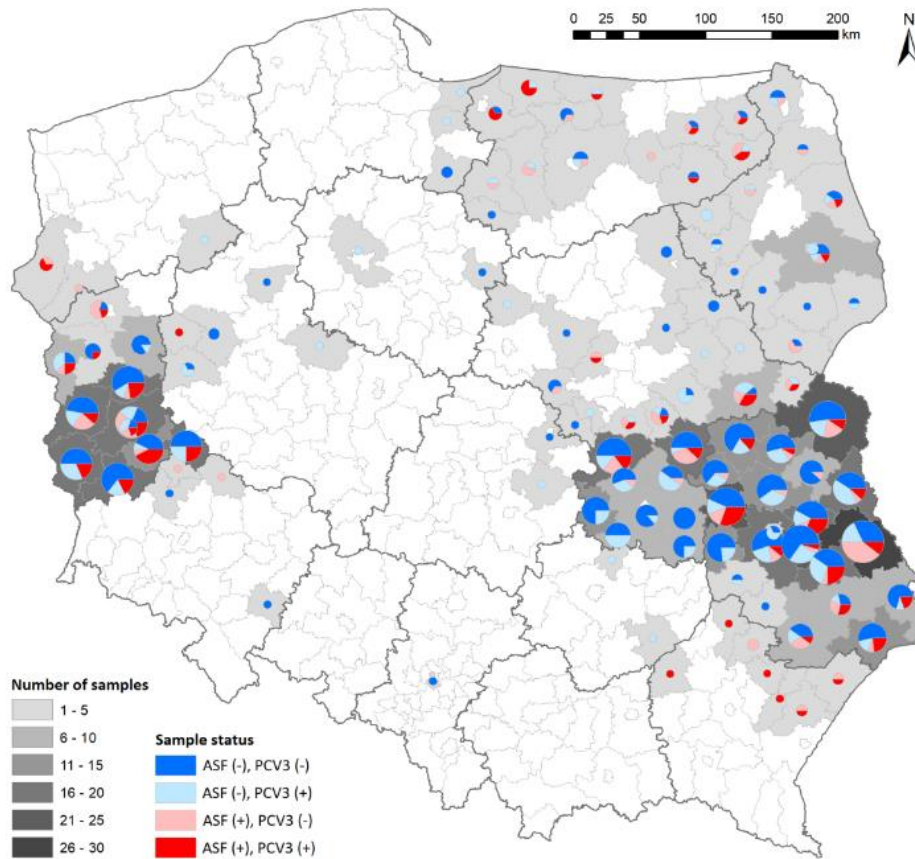 0 25 50 100 150 200
km
N
Number of samples
1 - 5
6 - 10
11 - 15
16 - 20
21 - 25
26 - 30
Sample status
ASF (-), PCV3 (-)
ASF (-), PCV3 (+)
ASF (+), PCV3 (-)
ASF (+), PCV3 (+)